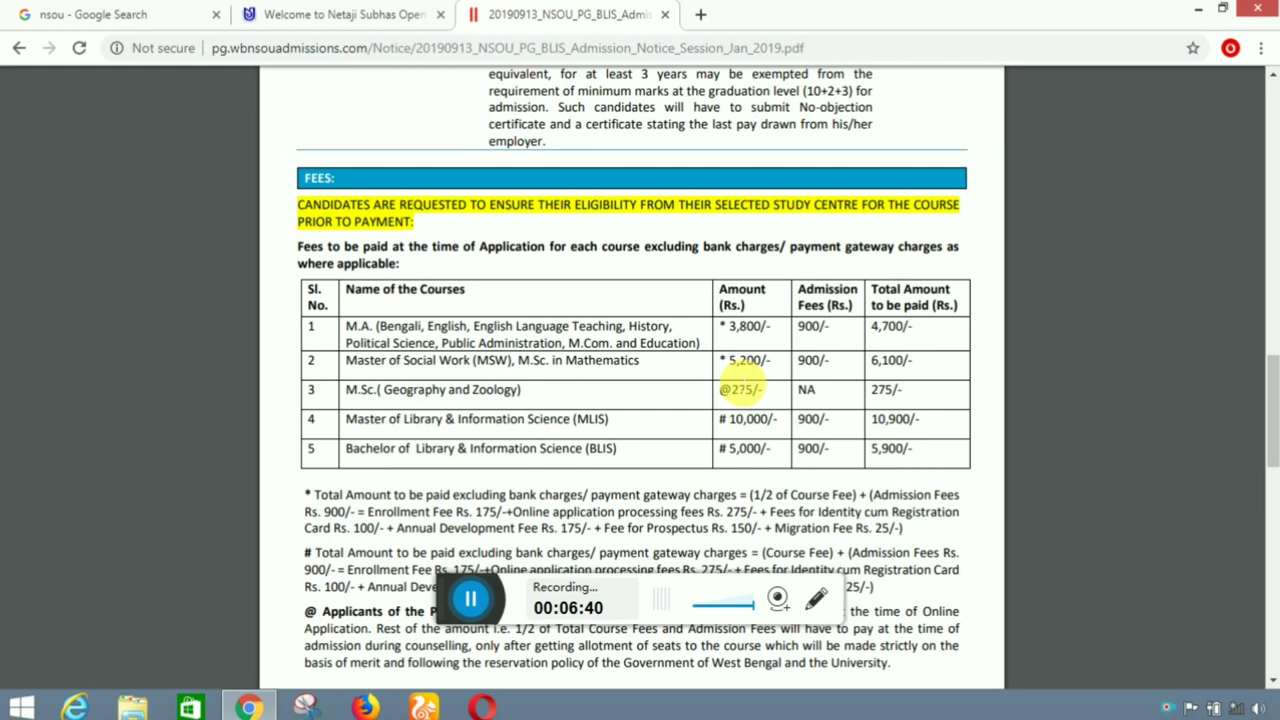 nsou - Google Search
Welcome to Netaji Subhas Open
20190913_NSOU_PG_BLIS_Admis
Not secure
pg.wbnsouadmissions.com/Notice/20190913_NSOU_PG_BLIS_Admission_Notice_Session_Jan_2019.pdf
equivalent, for at least 3 years may be exempted from the
requirement of minimum marks at the graduation level (10+2+3) for
admission. Such candidates will have to submit No-objection
certificate and a certificate stating the last pay drawn from his/her
employer.
FEES:
CANDIDATES ARE REQUESTED TO ENSURE THEIR ELIGIBILITY FROM THEIR SELECTED STUDY CENTRE FOR THE COURSE
PRIOR TO PAYMENT:
Fees to be paid at the time of Application for each course excluding bank charges/ payment gateway charges as
where applicable:
Sl. No. Name of the Courses Amount (Rs.) Admission Fees (Rs.) Total Amount to be paid (Rs.)
1 M.A. (Bengali, English, English Language Teaching, History, * 3,800/- 900/- 4,700/-
Political Science, Public Administration, M.Com. and Education)
2 Master of Social Work (MSW), M.Sc. in Mathematics * 5,200/- 900/- 6,100/-
3 M.Sc.( Geography and Zoology) @275/- NA 275/-
4 Master of Library & Information Science (MLIS) # 10,000/- 900/- 10,900/-
5 Bachelor of Library & Information Science (BLIS) # 5,000/- 900/- 5,900/-
* Total Amount to be paid excluding bank charges/ payment gateway charges = (1/2 of Course Fee) + (Admission Fees
Rs. 900/- = Enrollment Fee Rs. 175/-+Online application processing fees Rs. 275/- + Fees for Identity cum Registration
Card Rs. 100/- + Annual Development Fee Rs. 175/- + Fee for Prospectus Rs. 150/- + Migration Fee Rs. 25/-)
# Total Amount to be paid excluding bank charges/ payment gateway charges = (Course Fee) + (Admission Fees Rs.
900/- = Enrollment Fee Rs. 175/-+Online application processing fees Rs. 275/- + Fees for Identity cum Registration Card
Rs. 100/- + Annual Deve 25/-)
@ Applicants of the P the time of Online
Application. Rest of the amount i.e. 1/2 of Total Course Fees and Admission Fees will have to pay at the time of
admission during counselling, only after getting allotment of seats to the course which will be made strictly on the
basis of merit and following the reservation policy of the Government of West Bengal and the University.
Recording...
00:06:40